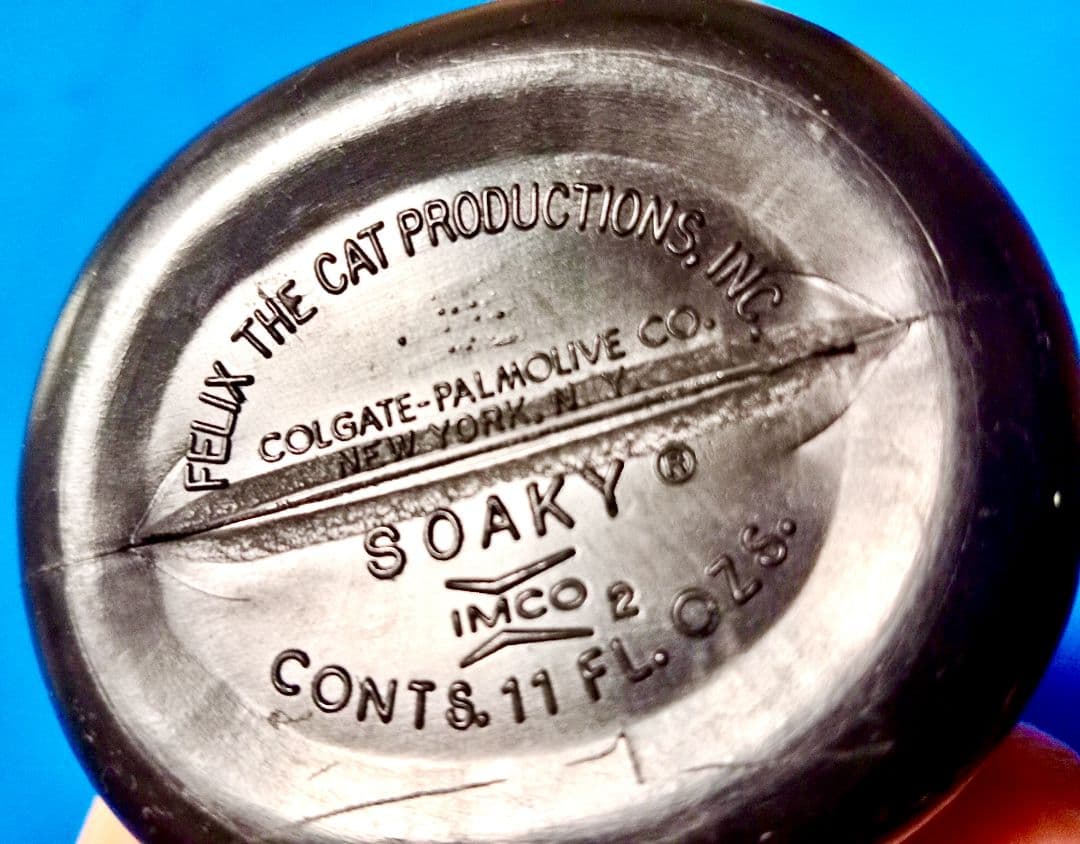 FELIX THE CAT PRODUCTIONS, INC.
COLGATE-PALMOLIVE CO.
NEW YORK, N.Y.
SOAKY ®
IMCO 2
CONTS. 11 FL. OZS.